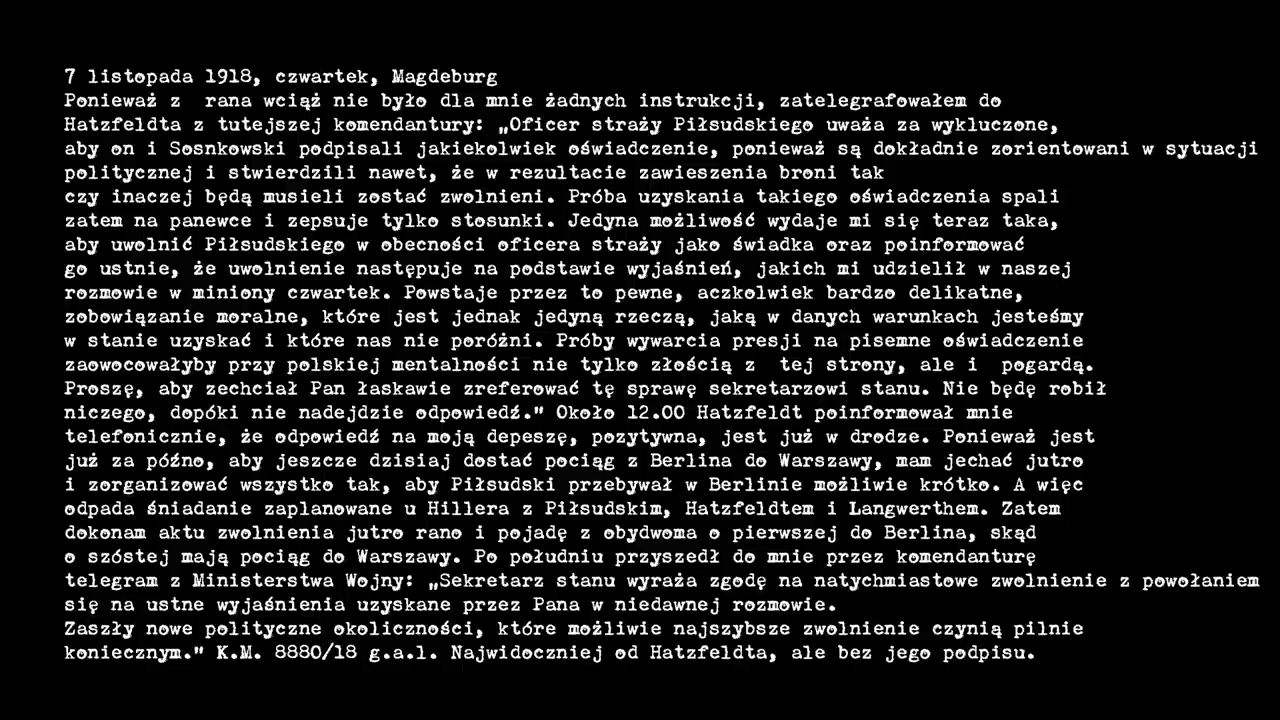 7 listopada 1918, czwartek, Magdeburg
Ponieważ z  rana wciąż nie było dla mnie żadnych instrukcji, zatelegrafowałem do
Hatzfeldta z tutejszej komendantury: „Oficer straży Piłsudskiego uważa za wykluczone,
aby on i Sosnkowski podpisali jakiekolwiek oświadczenie, ponieważ są dokładnie zorientowani w sytuacji
politycznej i stwierdzili nawet, że w rezultacie zawieszenia broni tak
czy inaczej będą musieli zostać zwolnieni. Próba uzyskania takiego oświadczenia spali
zatem na panewce i zepsuje tylko stosunki. Jedyna możliwość wydaje mi się teraz taka,
aby uwolnić Piłsudskiego w obecności oficera straży jako świadka oraz poinformować
go ustnie, że uwolnienie następuje na podstawie wyjaśnień, jakich mi udzielił w naszej
rozmowie w miniony czwartek. Powstaje przez to pewne, aczkolwiek bardzo delikatne,
zobowiązanie moralne, które jest jednak jedyną rzeczą, jaką w danych warunkach jesteśmy
w stanie uzyskać i które nas nie poróżni. Próby wywarcia presji na pisemne oświadczenie
zaowocowałyby przy polskiej mentalności nie tylko złością z  tej strony, ale i  pogardą.
Proszę, aby zechciał Pan łaskawie zreferować tę sprawę sekretarzowi stanu. Nie będę robił
niczego, dopóki nie nadejdzie odpowiedź." Około 12.00 Hatzfeldt poinformował mnie
telefonicznie, że odpowiedź na moją depeszę, pozytywna, jest już w drodze. Ponieważ jest
już za późno, aby jeszcze dzisiaj dostać pociąg z Berlina do Warszawy, mam jechać jutro
i zorganizować wszystko tak, aby Piłsudski przebywał w Berlinie możliwie krótko. A więc
odpada śniadanie zaplanowane u Hillera z Piłsudskim, Hatzfeldtem i Langwerthem. Zatem
dokonam aktu zwolnienia jutro rano i pojadę z obydwoma o pierwszej do Berlina, skąd
o szóstej mają pociąg do Warszawy. Po południu przyszedł do mnie przez komendanturę
telegram z Ministerstwa Wojny: „Sekretarz stanu wyraża zgodę na natychmiastowe zwolnienie z powołaniem
się na ustne wyjaśnienia uzyskane przez Pana w niedawnej rozmowie.
Zaszły nowe polityczne okoliczności, które możliwie najszybsze zwolnienie czynią pilnie
koniecznym." K.M. 8880/18 g.a.l. Najwidoczniej od Hatzfeldta, ale bez jego podpisu.